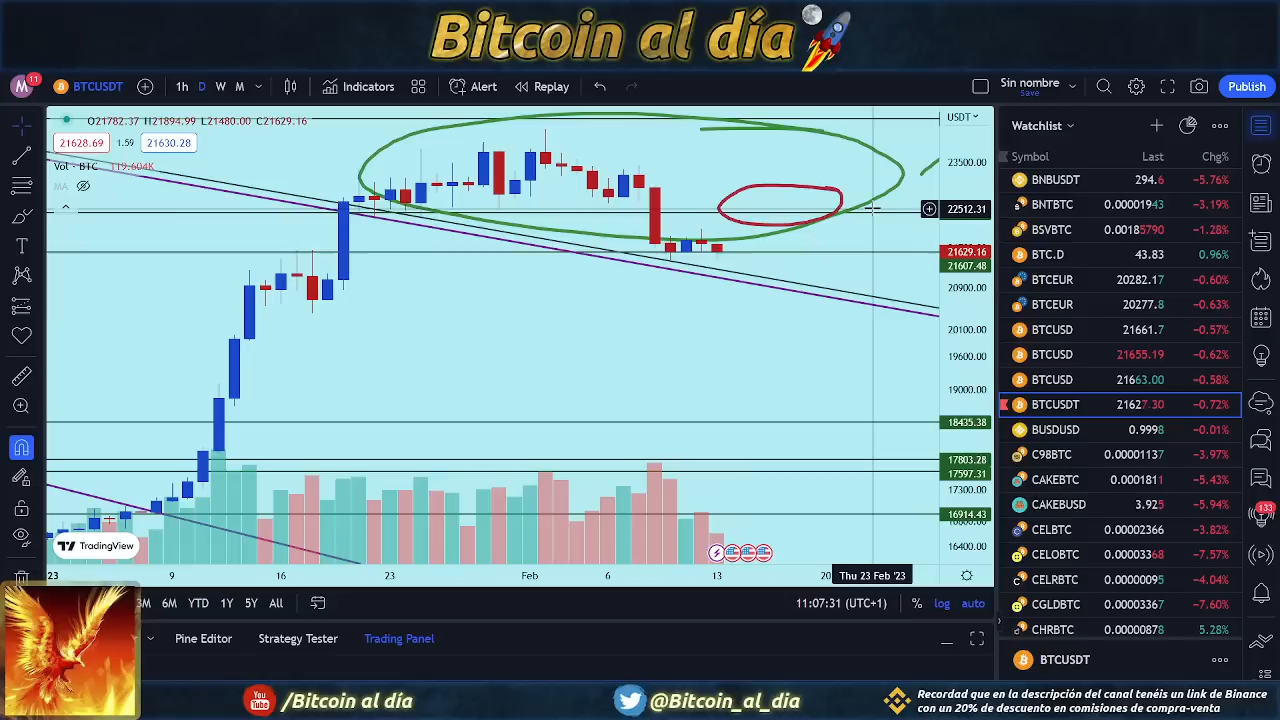 Bitcoin al día
M 11 BTCUSDT 1h D W M Indicators Alert Replay Sin nombre Save Publish
O21782.37 H21894.99 L21480.00 C21629.16
21628.69 1.59 21630.28
Vol · BTC 119.604K
MA
USDT
23500.00
22512.31
21629.16
21607.48
20900.00
20100.00
19600.00
19000.00
18435.38
17803.28
17597.31
17300.00
16914.43
16400.00
TradingView
23 9 16 23 Feb 6 13 20 Thu 23 Feb '23
Watchlist
Symbol Last Chg%
BNBUSDT 294.6 −5.76%
BNTBTC 0.00001943 −3.19%
BSVBTC 0.00185790 −1.28%
BTC.D 43.83 0.96%
BTCEUR 20282.17 −0.60%
BTCEUR 20277.8 −0.63%
BTCUSD 21661.7 −0.57%
BTCUSD 21655.19 −0.62%
BTCUSD 21663.00 −0.58%
BTCUSDT 21627.30 −0.72%
BUSDUSD 0.9998 −0.01%
C98BTC 0.00001137 −3.97%
CAKEBTC 0.0001811 −5.43%
CAKEBUSD 3.925 −5.94%
CELBTC 0.00002366 −3.82%
CELOBTC 0.00003368 −7.57%
CELRBTC 0.00000095 −4.04%
CGLDBTC 0.00003367 −7.60%
CHRBTC 0.00000878 5.28%
133
3M 6M YTD 1Y 5Y All 11:07:31 (UTC+1) % log auto
Pine Editor Strategy Tester Trading Panel
BTCUSDT
You Tube /Bitcoin al día
@Bitcoin_al_dia
Recordad que en la descripción del canal tenéis un link de Binance
con un 20% de descuento en comisiones de compra-venta